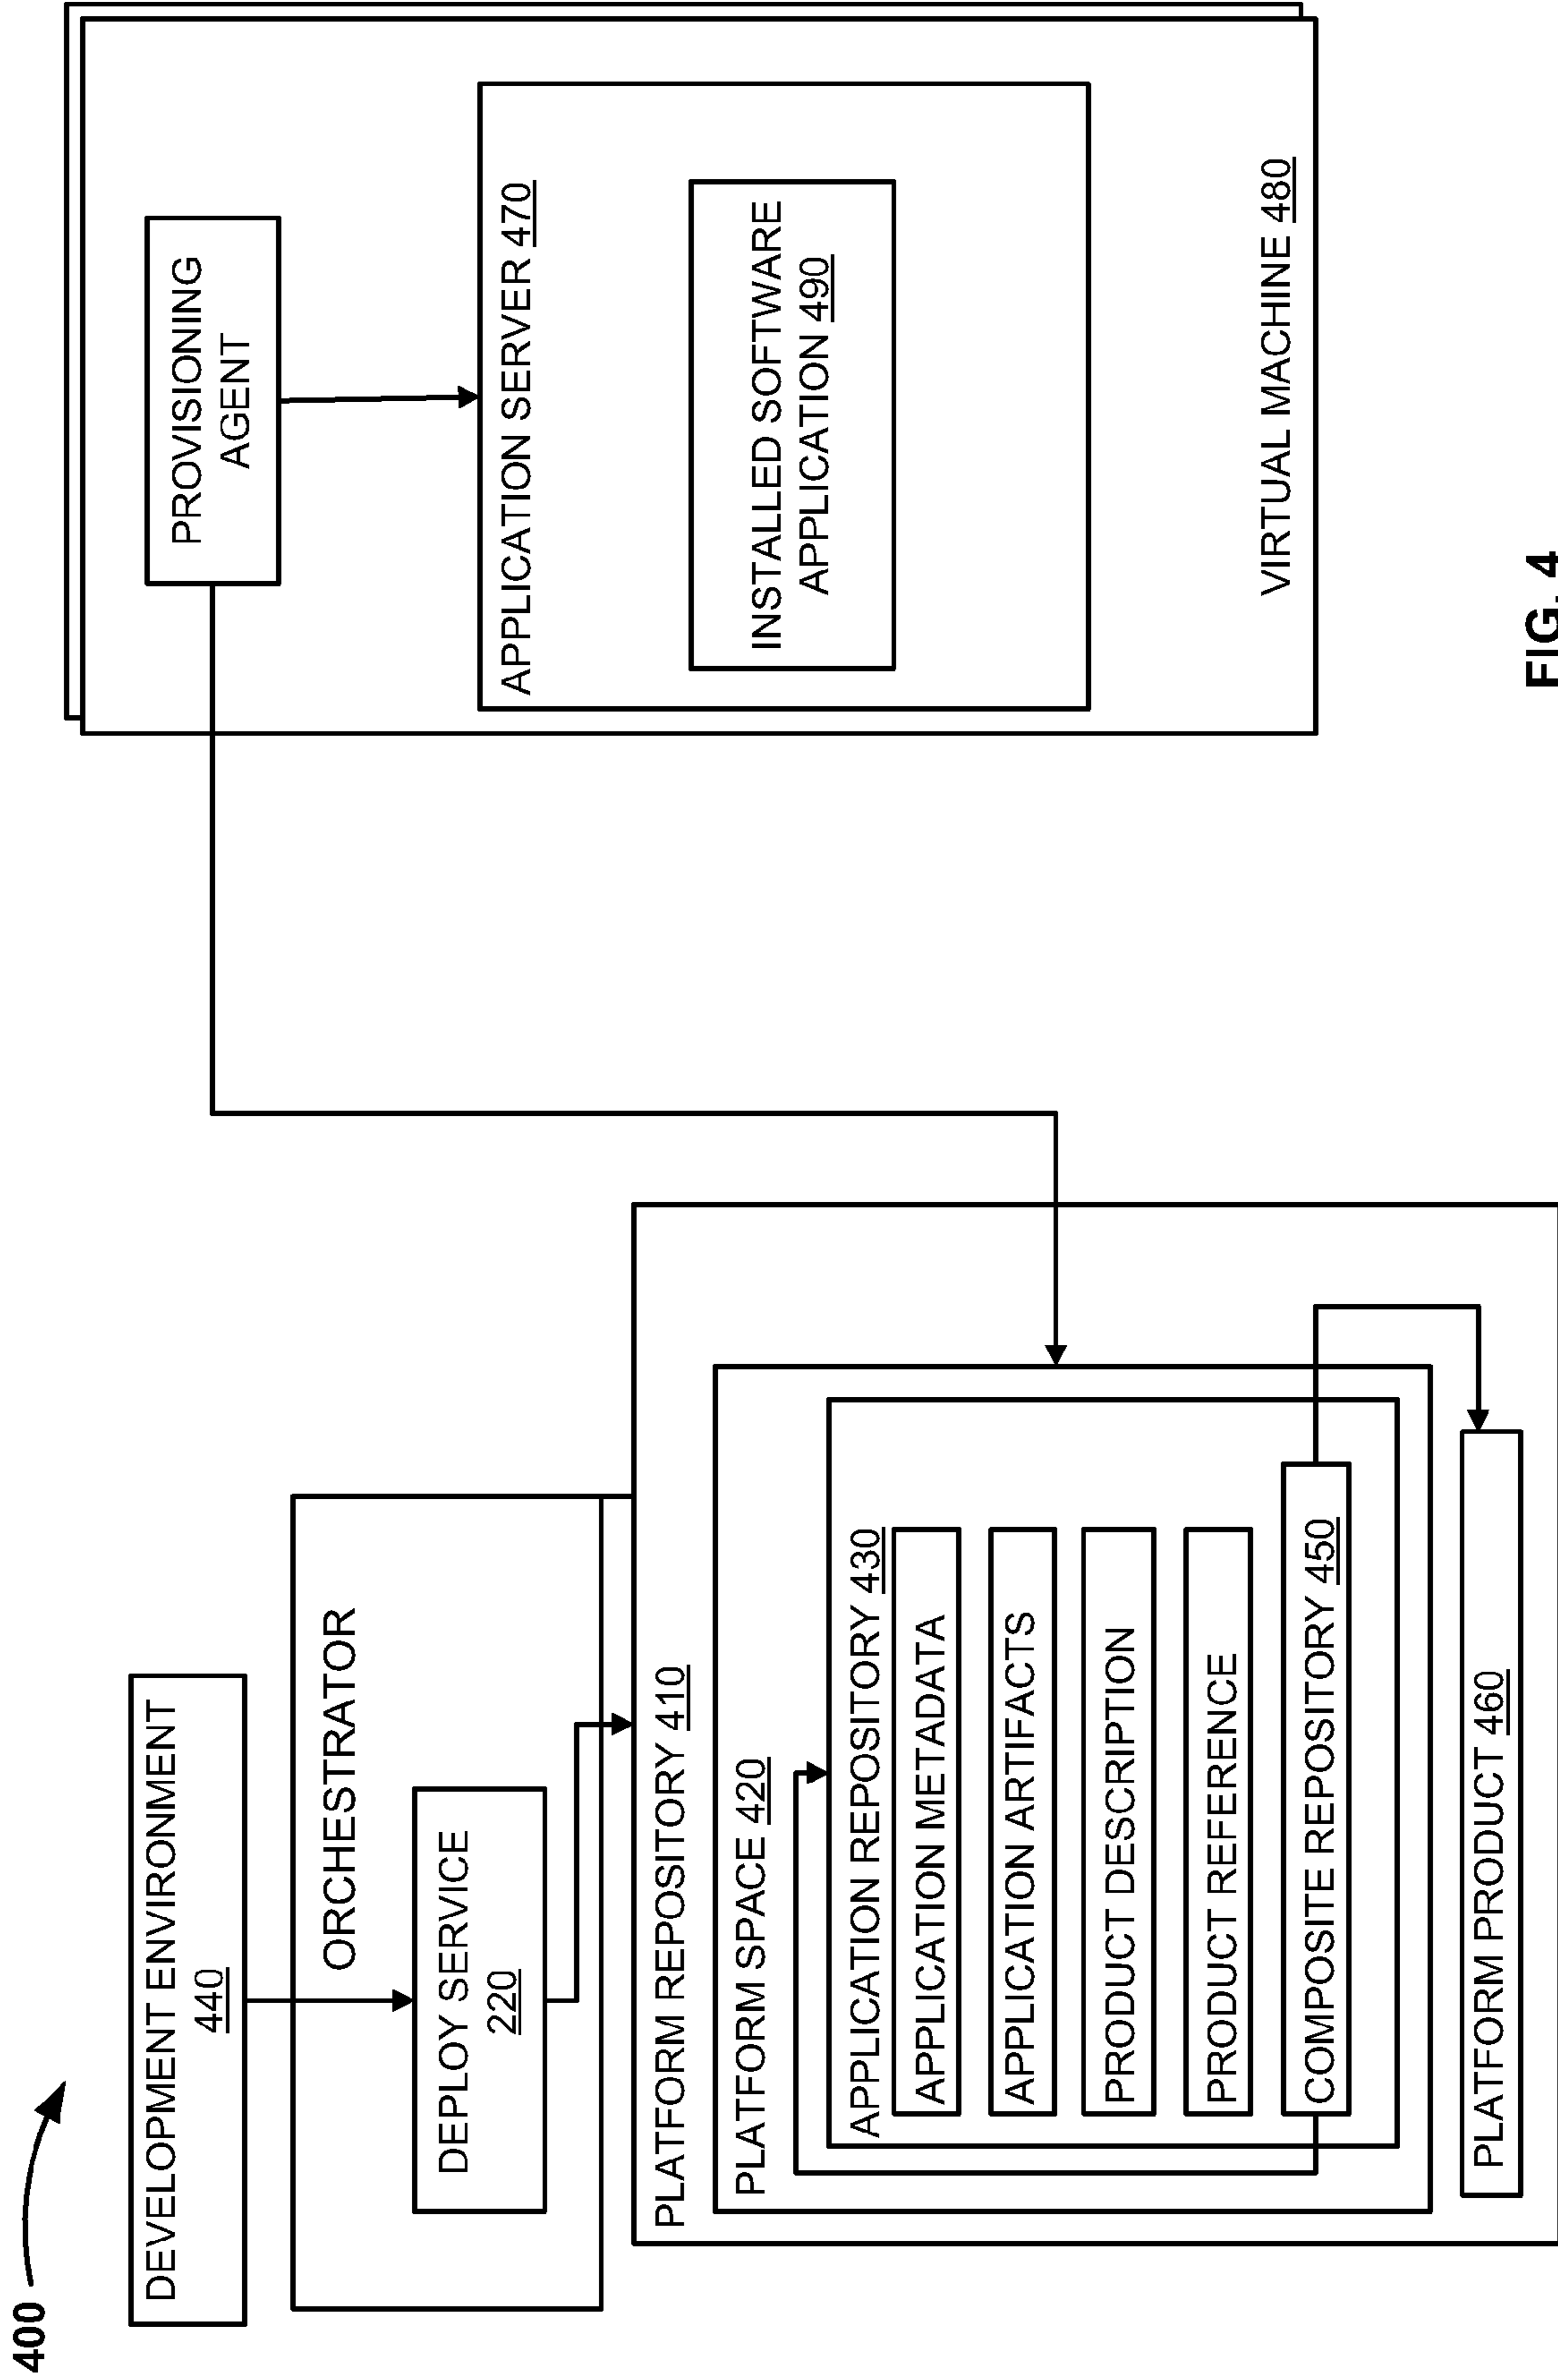 400
DEVELOPMENT ENVIRONMENT
440
ORCHESTRATOR
DEPLOY SERVICE
220
PLATFORM REPOSITORY 410
PLATFORM SPACE 420
APPLICATION REPOSITORY 430
APPLICATION METADATA
APPLICATION ARTIFACTS
PRODUCT DESCRIPTION
PRODUCT REFERENCE
COMPOSITE REPOSITORY 450
PLATFORM PRODUCT 460
PROVISIONING
AGENT
APPLICATION SERVER 470
INSTALLED SOFTWARE
APPLICATION 490
VIRTUAL MACHINE 480
FIG. 4